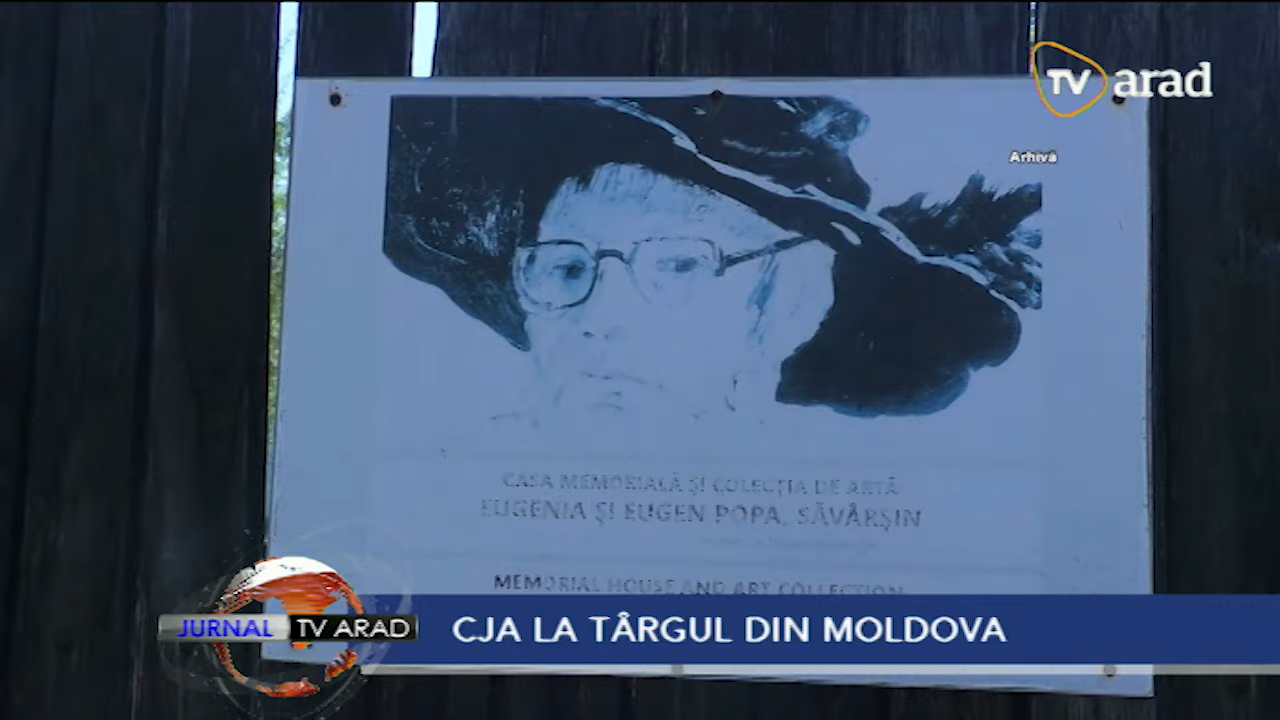 TV arad
Arhivă
CASA MEMORIALĂ ȘI COLECȚIA DE ARTĂ
EUGENIA ȘI EUGEN POPA, SĂVÂRȘIN
MEMORIAL HOUSE AND ART COLLECTION
JURNAL TV ARAD
CJA LA TÂRGUL DIN MOLDOVA